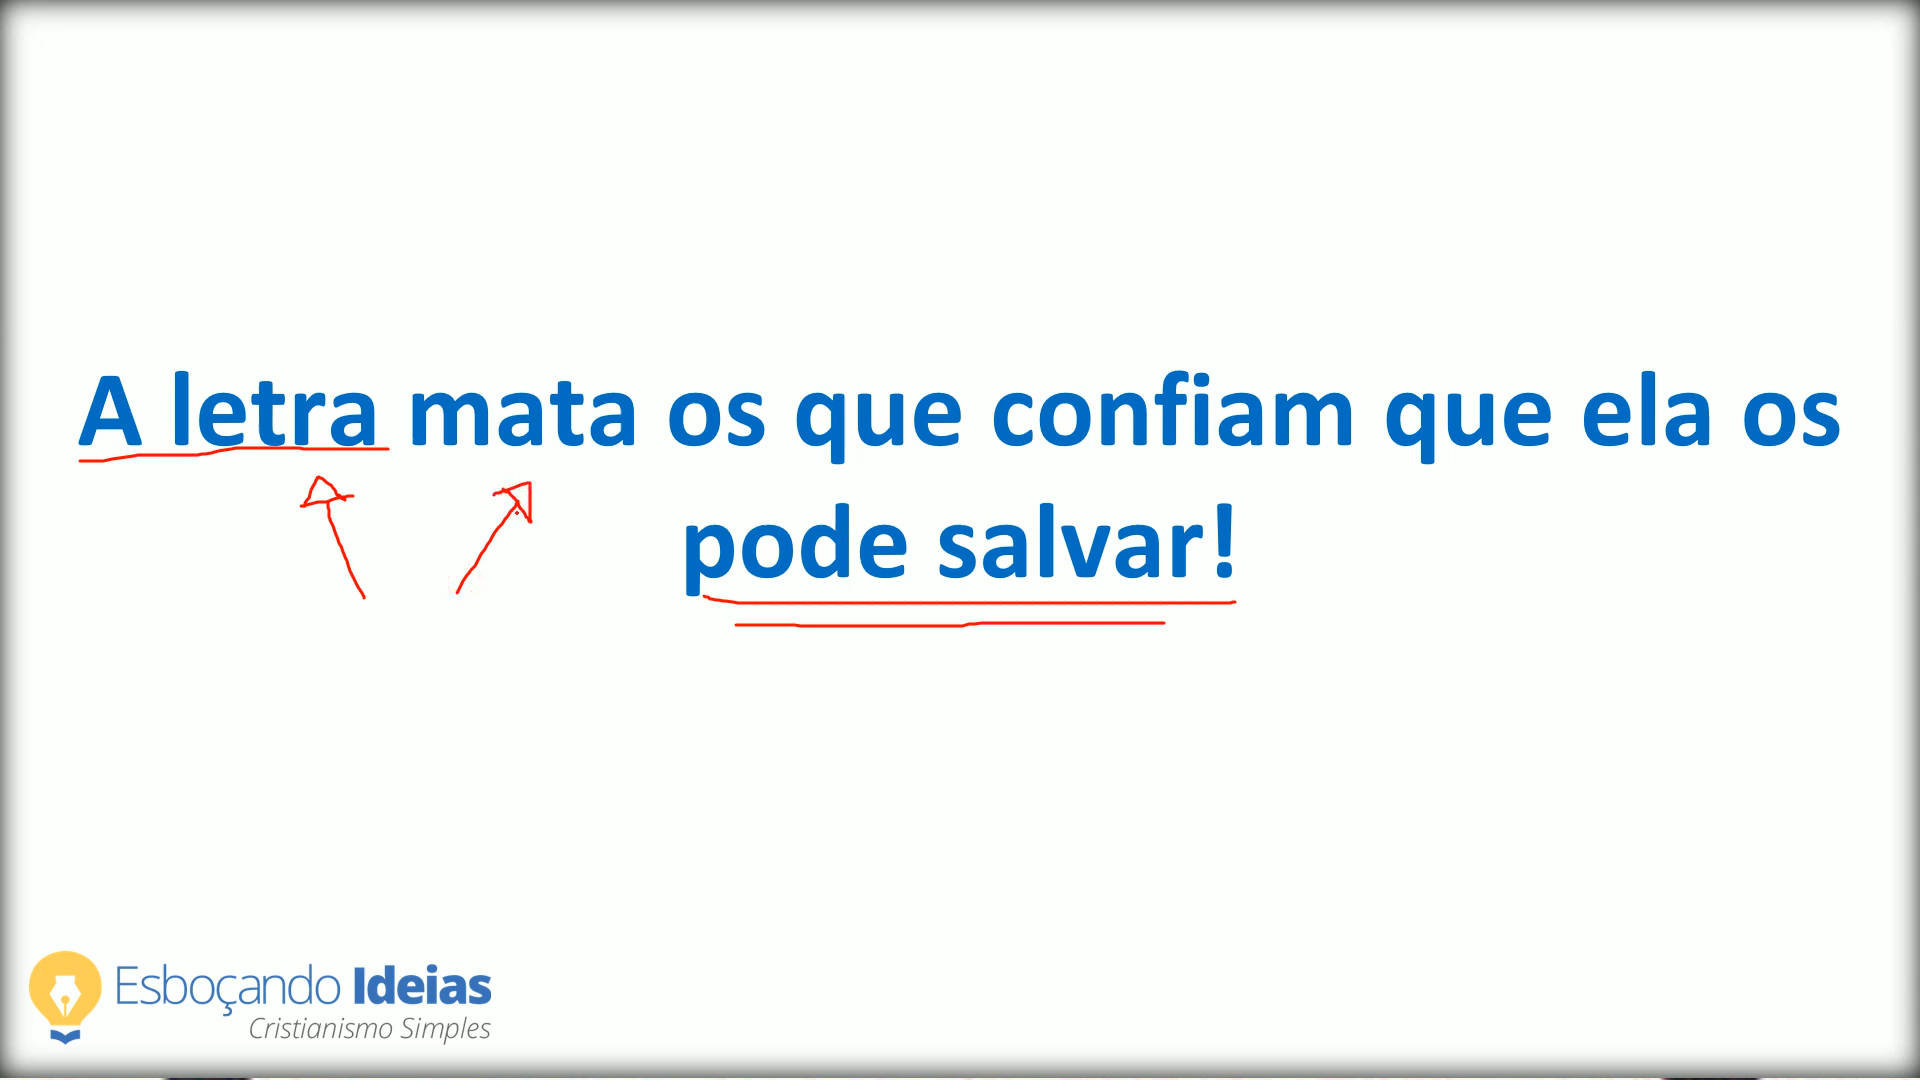 A letra mata os que confiam que ela os
pode salvar!
Esboçando Ideias
Cristianismo Simples